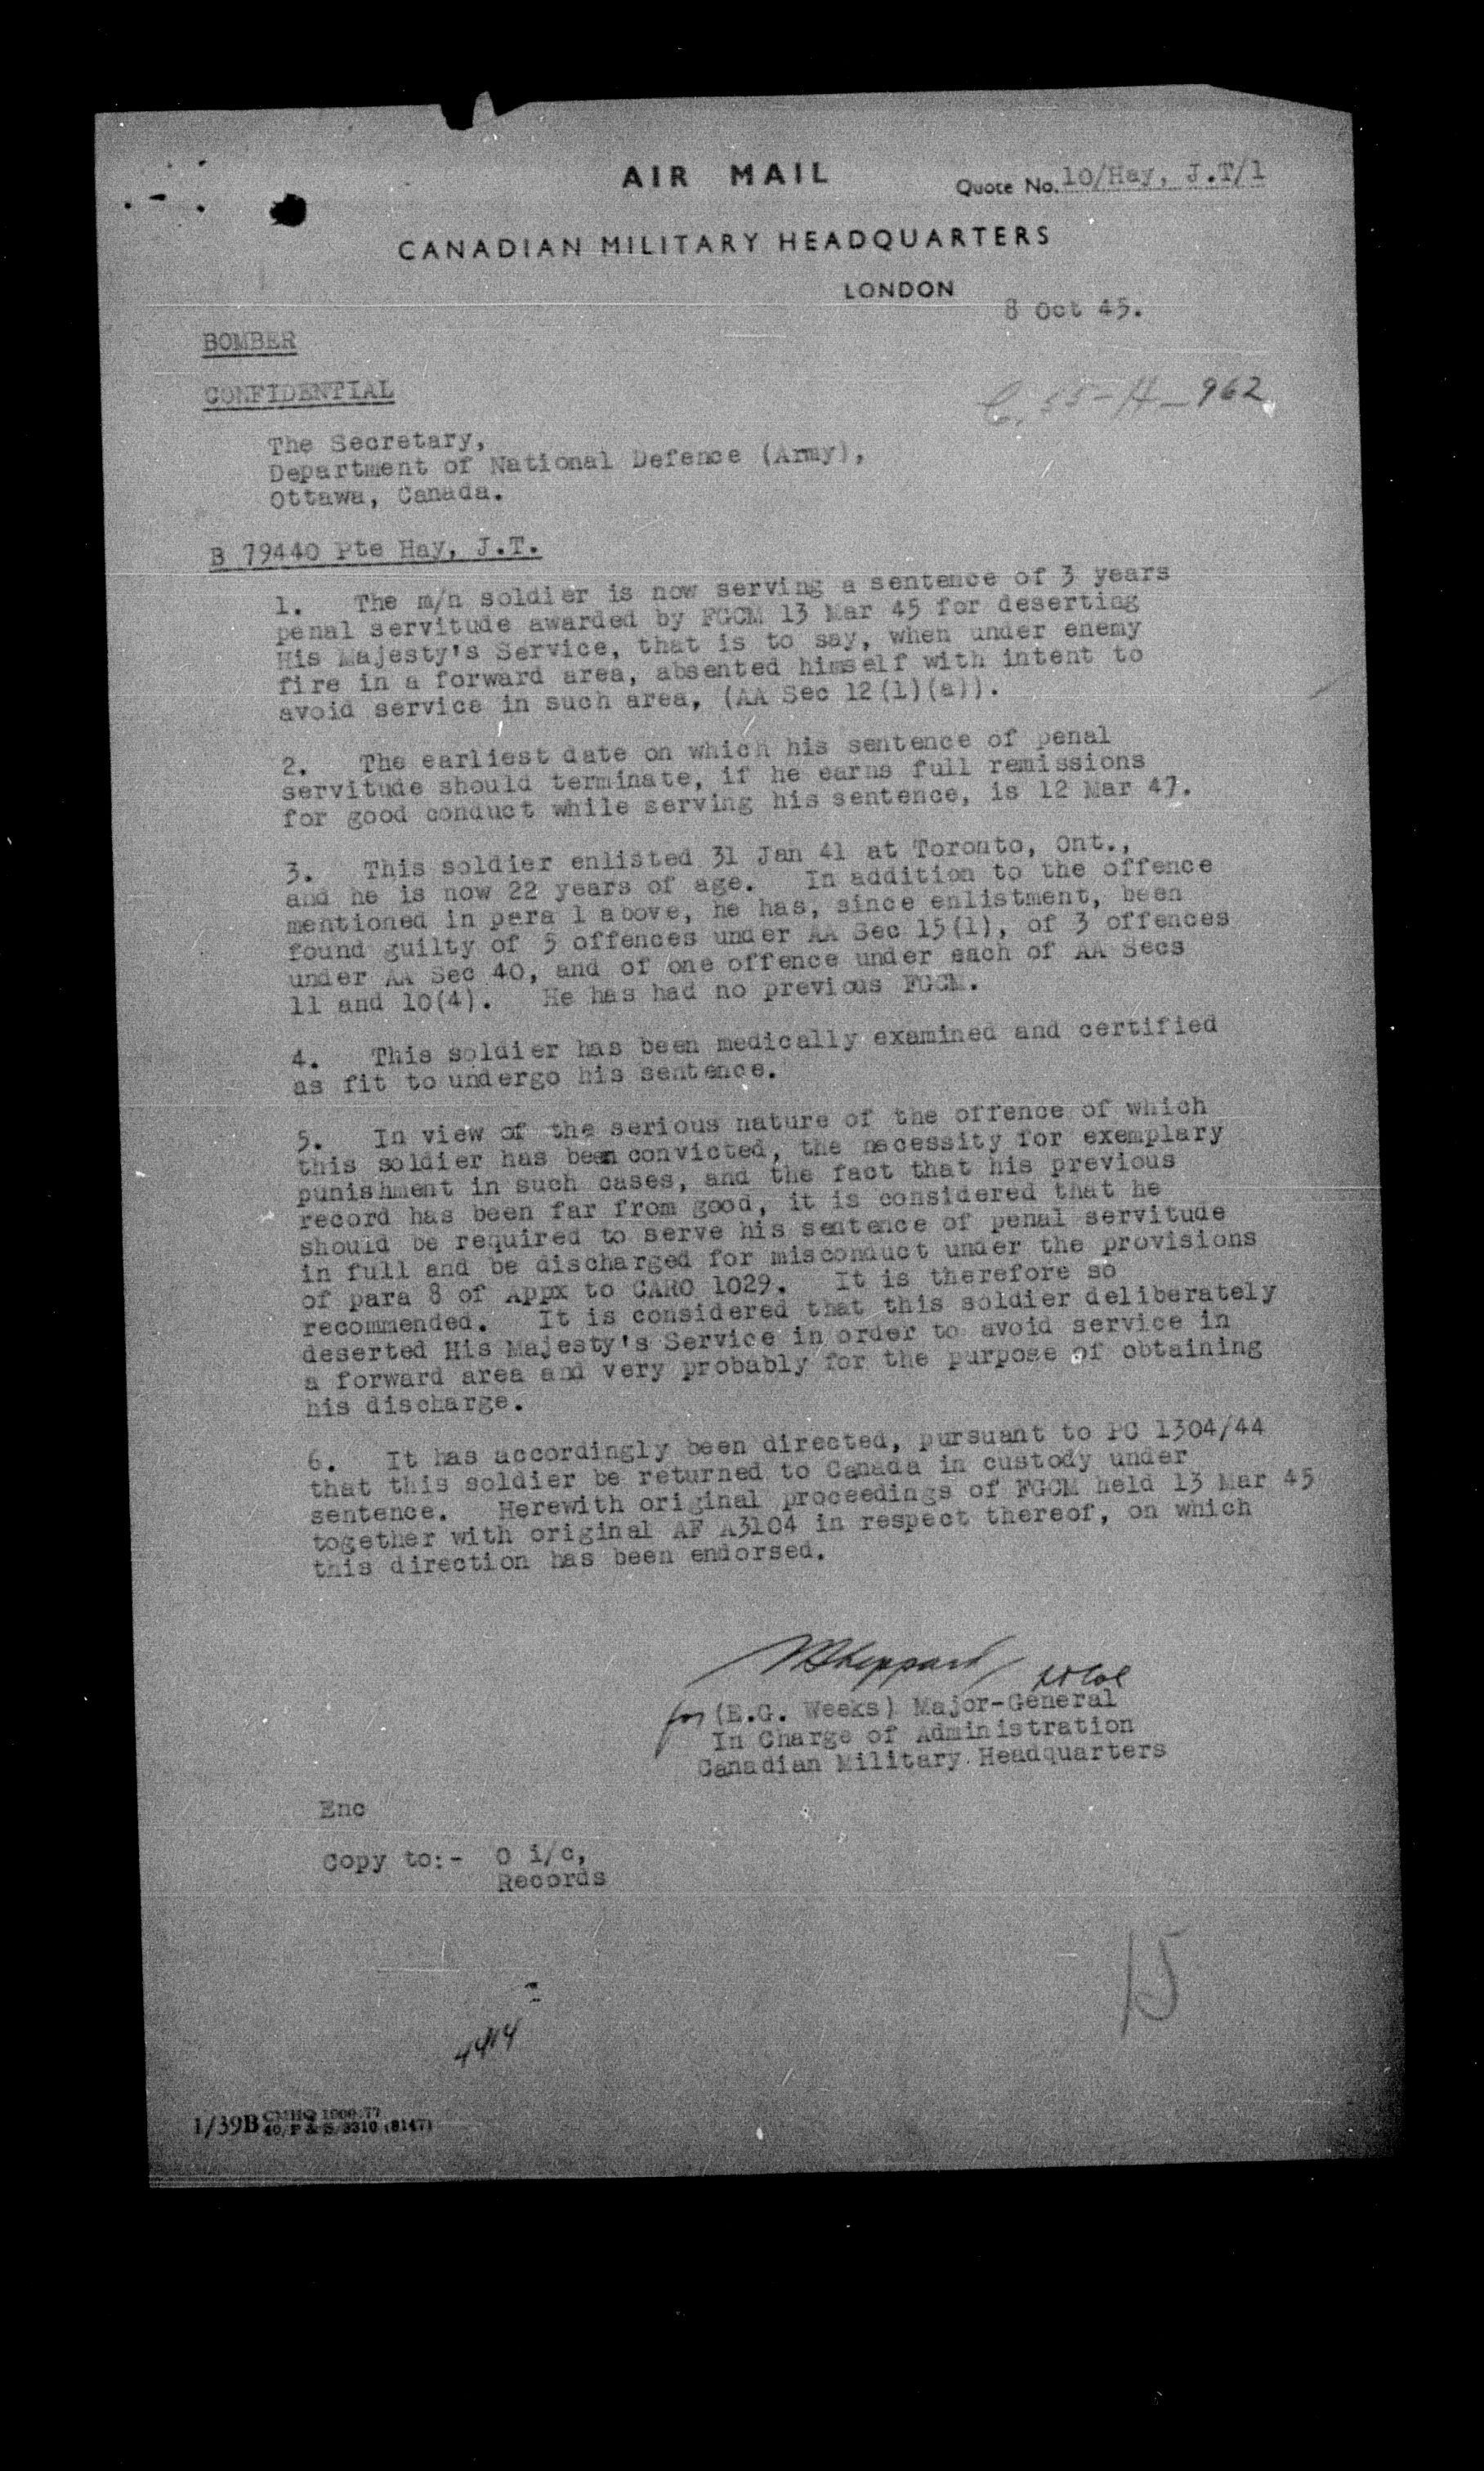 AIR MAIL
Quote No. 10/Hay, J.T/1
CANADIAN MILITARY HEADQUARTERS
LONDON
8 Oct 45.
BOMBER
CONFIDENTIAL
C. 55-H-962
The Secretary,
Department of National Defence (Army),
Ottawa, Canada.
B 79440 Pte Hay, J.T.
1. The m/n soldier is now serving a sentence of 3 years
penal servitude awarded by FGCM 13 Mar 45 for deserting
His Majesty's Service, that is to say, when under enemy
fire in a forward area, absented himself with intent to
avoid service in such area, (AA Sec 12(1)(a)).
2. The earliest date on which his sentence of penal
servitude should terminate, if he earns full remissions
for good conduct while serving his sentence, is 12 Mar 47.
3. This soldier enlisted 31 Jan 41 at Toronto, Ont.,
and he is now 22 years of age. In addition to the offence
mentioned in para 1 above, he has, since enlistment, been
found guilty of 5 offences under AA Sec 15(1), of 3 offences
under AA Sec 40, and of one offence under each of AA Secs
11 and 10(4). He has had no previous FGCM.
4. This soldier has been medically examined and certified
as fit to undergo his sentence.
5. In view of the serious nature of the offence of which
this soldier has been convicted, the necessity for exemplary
punishment in such cases, and the fact that his previous
record has been far from good, it is considered that he
should be required to serve his sentence of penal servitude
in full and be discharged for misconduct under the provisions
of para 8 of Appx to CARO 1029. It is therefore so
recommended. It is considered that this soldier deliberately
deserted His Majesty's Service in order to avoid service in
a forward area and very probably for the purpose of obtaining
his discharge.
6. It has accordingly been directed, pursuant to PC 1304/44
that this soldier be returned to Canada in custody under
sentence. Herewith original proceedings of FGCM held 13 Mar 45
together with original AF A3104 in respect thereof, on which
this direction has been endorsed.
Sheppard
for (E.G. Weeks) Major-General
In Charge of Administration
Canadian Military Headquarters
Enc
Copy to:- O i/c,
Records
15
1/39B CMHQ
40/P & S/3310 (8147)